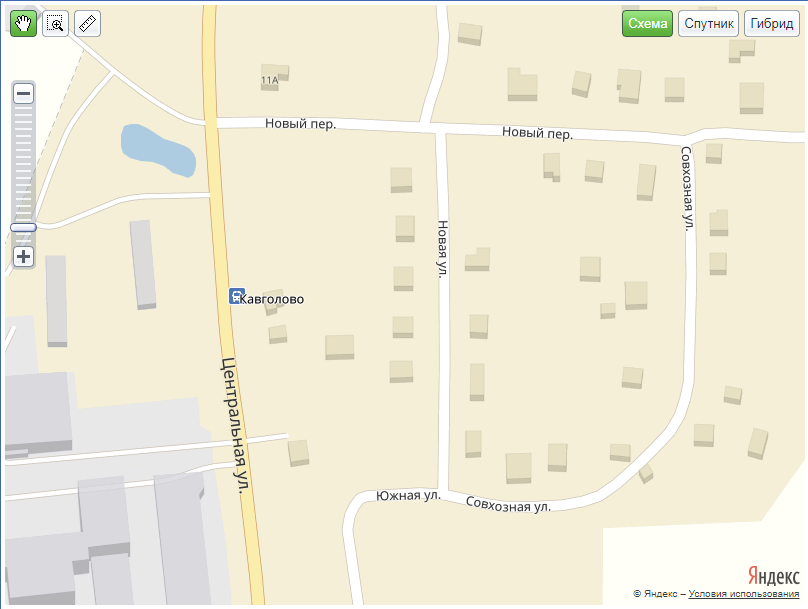 Схема
Спутник
Гибрид
11А
Новый пер.
Новый пер.
Совхозная ул.
Новая ул.
Кавголово
Центральная ул.
Южная ул.
Совхозная ул.
Яндекс
© Яндекс – Условия использования